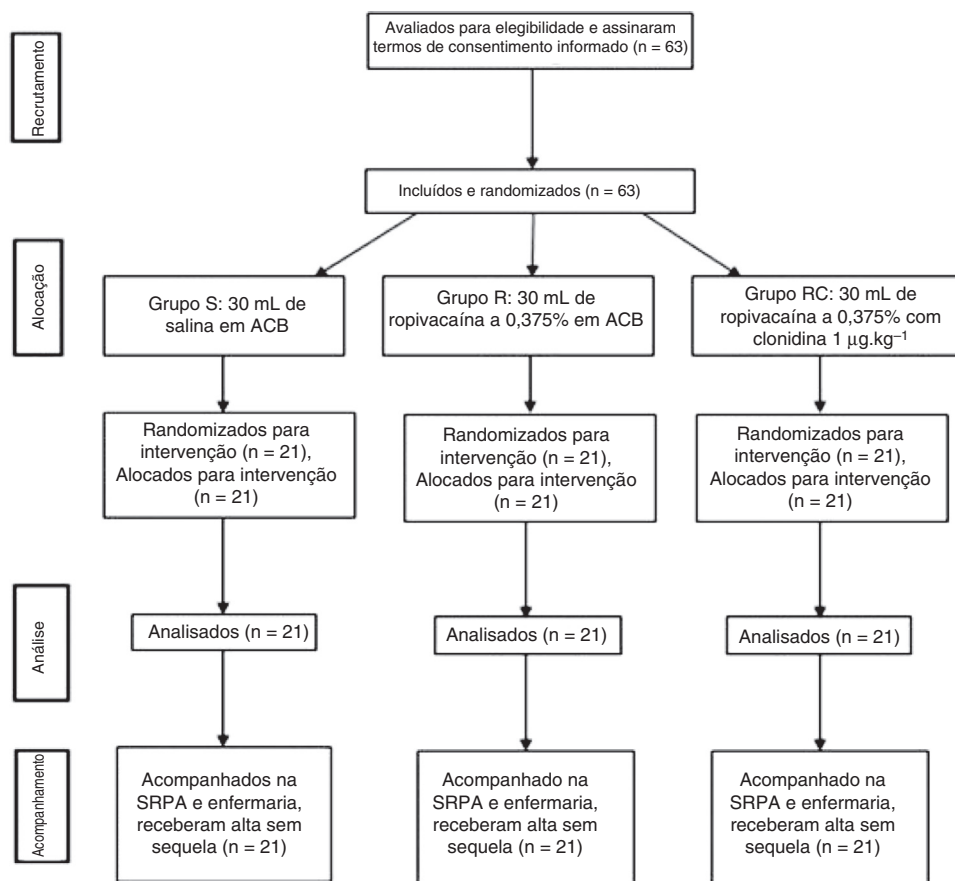 Recrutamento
Avaliados para elegibilidade e assinaram
termos de consentimento informado (n = 63)
Incluídos e randomizados (n = 63)
Alocação
Grupo S: 30 mL de
salina em ACB
Grupo R: 30 mL de
ropivacaína a 0,375% em ACB
Grupo RC: 30 mL de
ropivacaína a 0,375% com
clonidina 1 μg.kg⁻¹
Randomizados para
intervenção (n = 21),
Alocados para intervenção
(n = 21)
Randomizados para
intervenção (n = 21),
Alocados para intervenção
(n = 21)
Randomizados para
intervenção (n = 21),
Alocados para intervenção
(n = 21)
Análise
Analisados (n = 21)
Analisados (n = 21)
Analisados (n = 21)
Acompanhamento
Acompanhados na
SRPA e enfermaria,
receberam alta sem
sequela (n = 21)
Acompanhado na
SRPA e enfermaria,
receberam alta sem
sequela (n = 21)
Acompanhado na
SRPA e enfermaria,
receberam alta sem
sequela (n = 21)